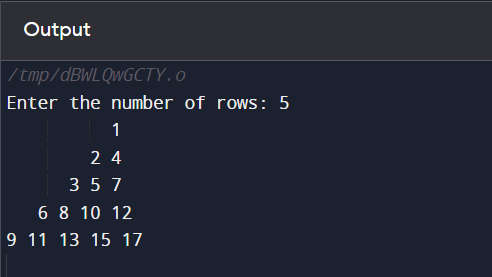 Output
/tmp/dBWLQwGCTY.o
Enter the number of rows: 5
1
2 4
3 5 7
6 8 10 12
9 11 13 15 17